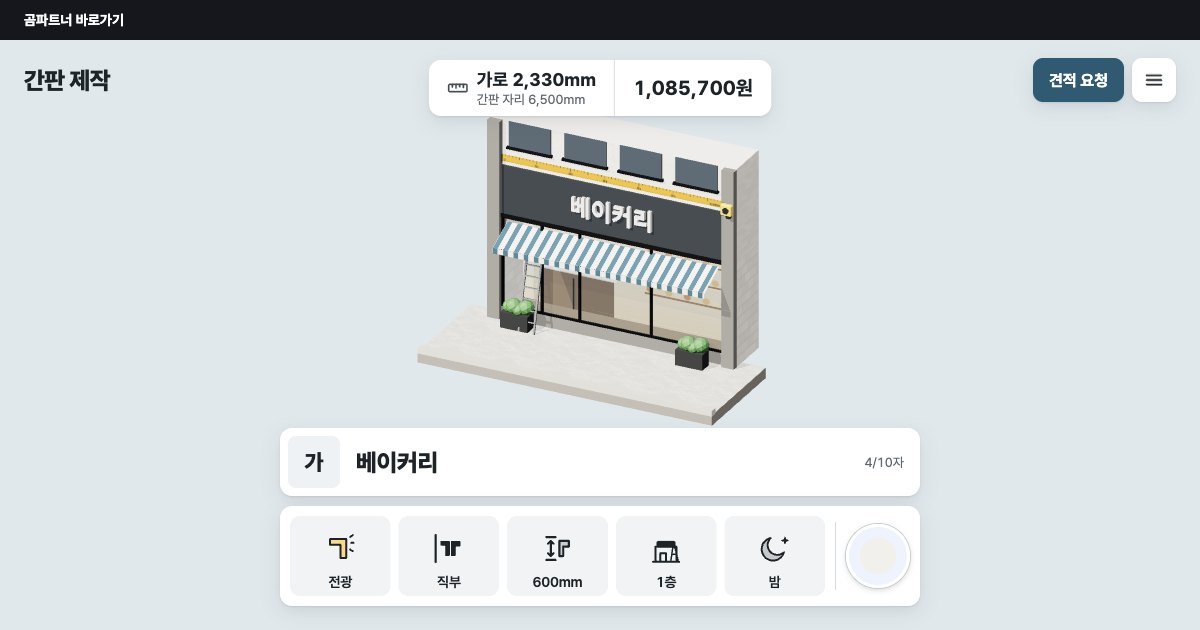 곰파트너 바로가기
간판 제작
가로 2,330mm
간판 자리 6,500mm
1,085,700원
견적 요청
베이커리
가
베이커리
4/10자
전광
직부
600mm
1층
밤